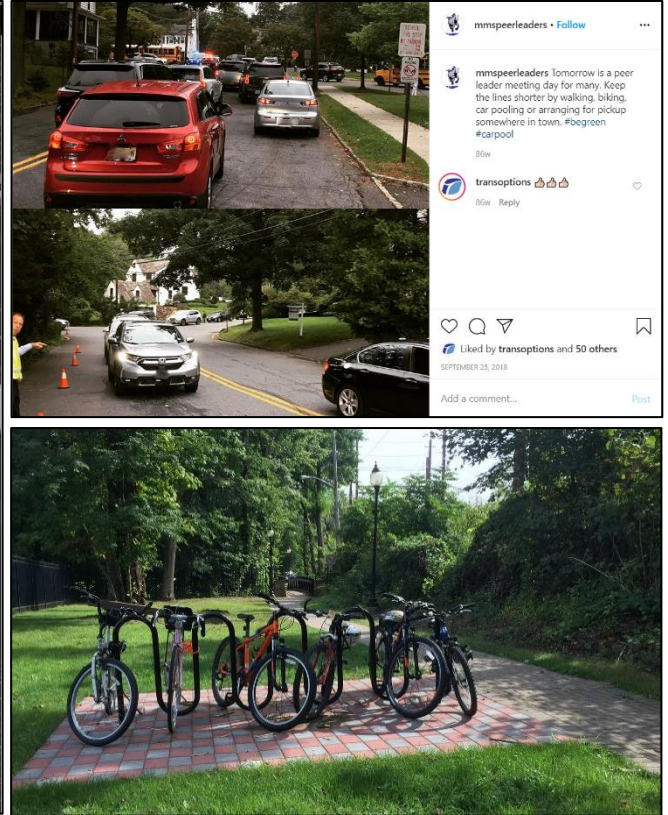 mmspeerleaders • Follow
mmspeerleaders Tomorrow is a peer
leader meeting day for many. Keep
the lines shorter by walking, biking,
car pooling or arranging for pickup
somewhere in town. #begreen
#carpool
86w
transoptions 👍👍👍
86w Reply
Liked by transoptions and 50 others
SEPTEMBER 25, 2018
Add a comment...
Post